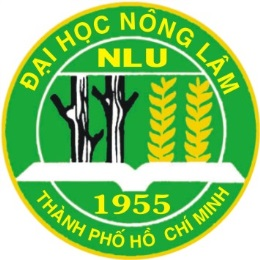 ĐẠI HỌC NÔNG LÂM
NLU
1955
THÀNH PHỐ HỒ CHÍ MINH